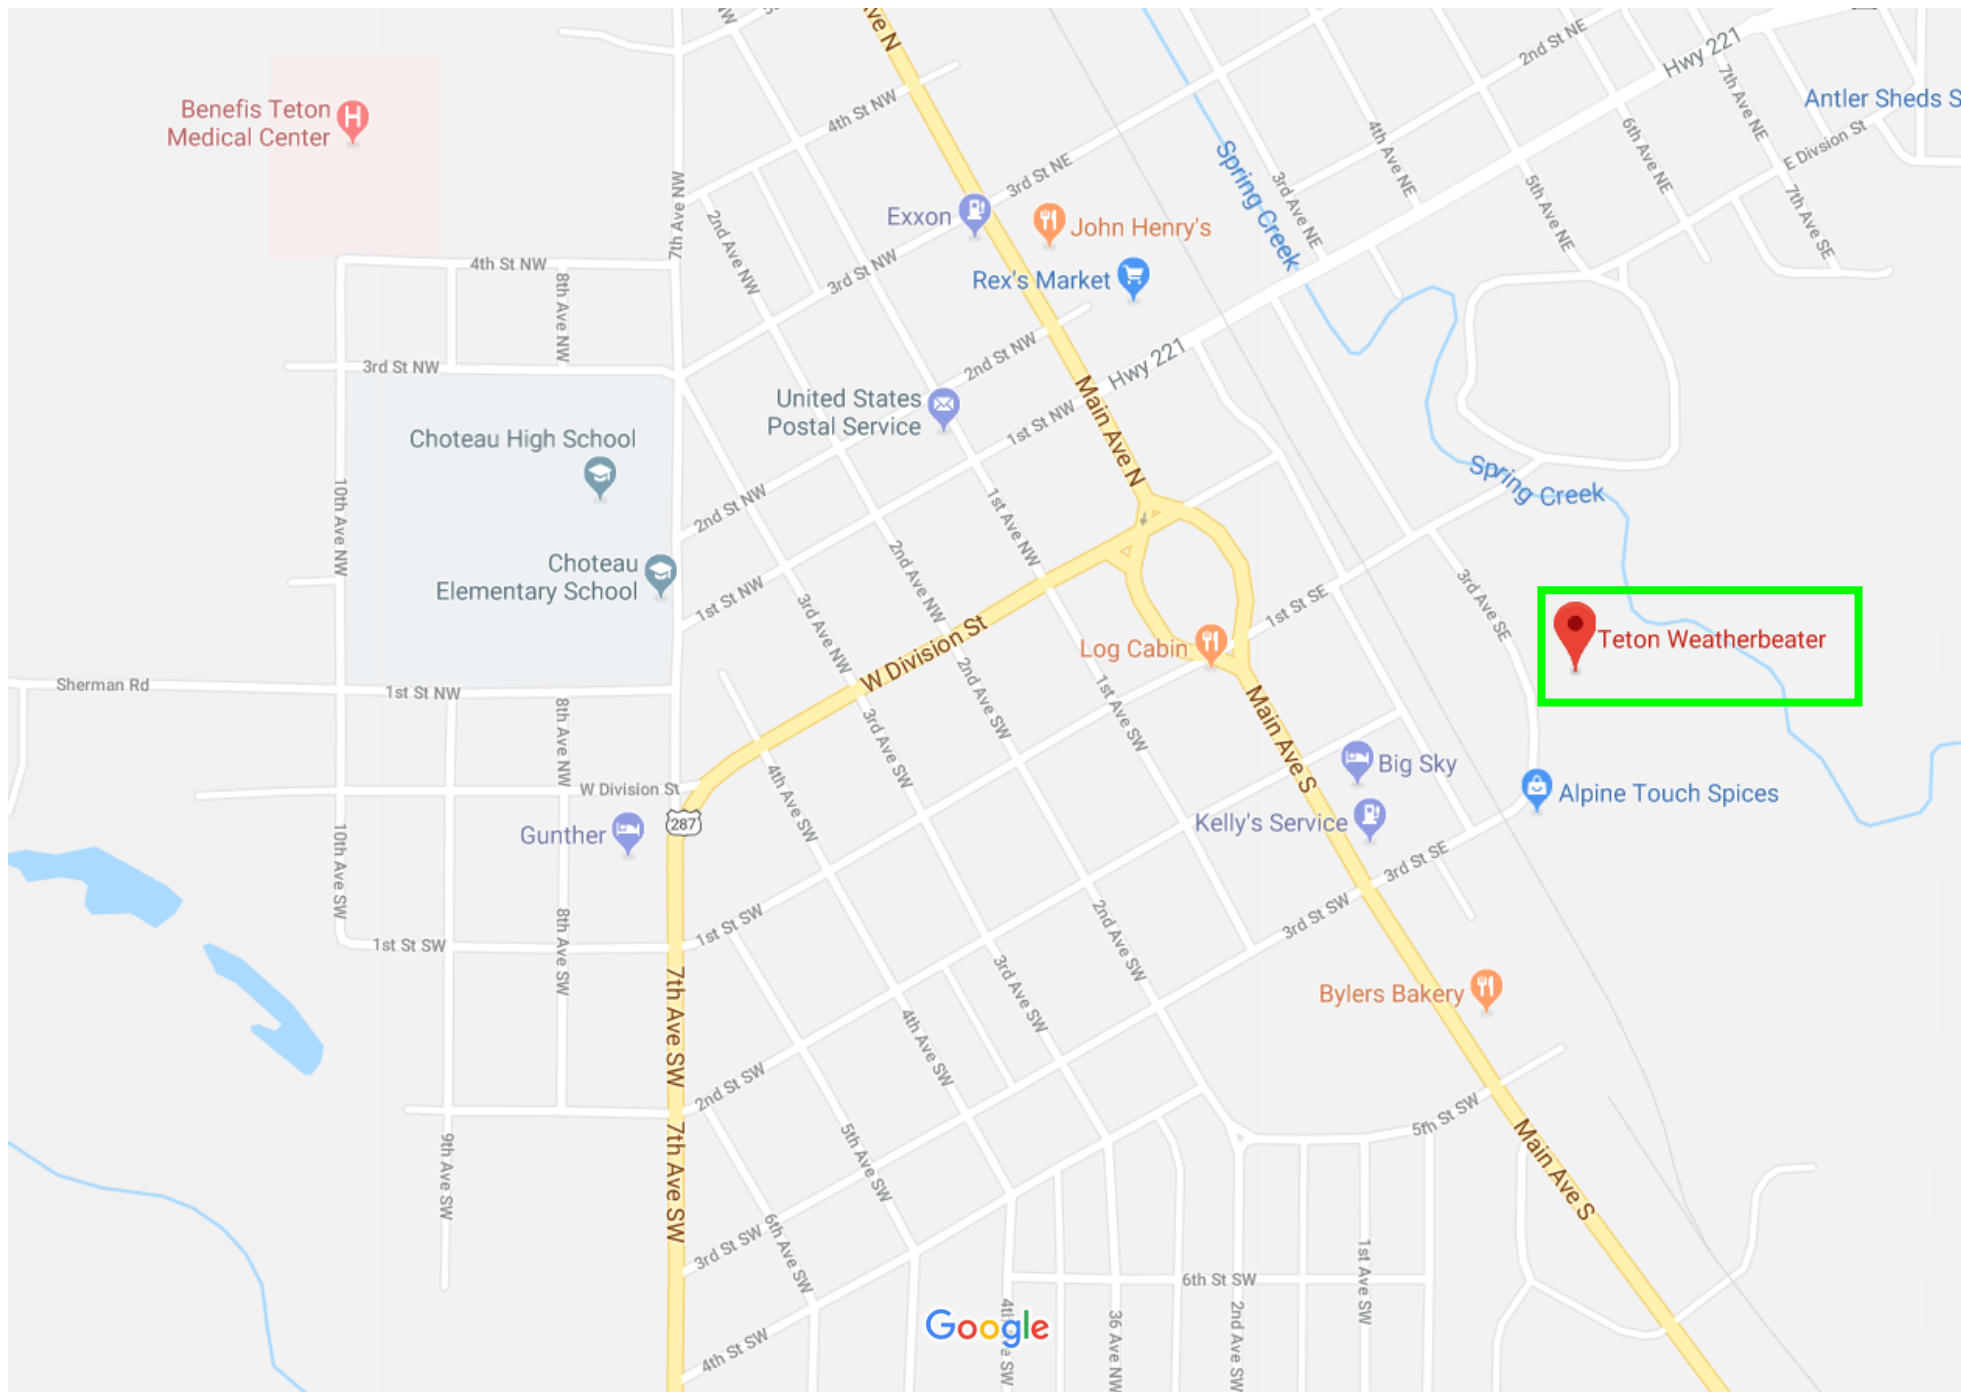 ve N
2nd St NE
Hwy 221
7th Ave NE
Antler Sheds S
Benefis Teton
Medical Center
4th St NW
6th Ave NE
E Divsion St
4th Ave NE
3rd St NE
Spring Creek
3rd Ave NE
5th Ave NE
7th Ave SE
7th Ave NW
2nd Ave NW
Exxon
John Henry's
4th St NW
8th Ave NW
3rd St NW
Rex's Market
3rd St NW
2nd St NW
Hwy 221
Main Ave N
United States
Postal Service
1st St NW
Choteau High School
10th Ave NW
2nd St NW
1st Ave NW
Spring Creek
Choteau
Elementary School
1st St NW
2nd Ave NW
3rd Ave NW
W Division St
1st St SE
3rd Ave SE
Teton Weatherbeater
Log Cabin
Sherman Rd
1st St NW
8th Ave NW
2nd Ave SW
1st Ave SW
3rd Ave SW
Main Ave S
Big Sky
W Division St
4th Ave SW
Alpine Touch Spices
Gunther
287
Kelly's Service
3rd St SE
10th Ave SW
1st St SW
8th Ave SW
1st St SW
2nd Ave SW
3rd St SW
7th Ave SW
3rd Ave SW
Bylers Bakery
4th Ave SW
2nd St SW
5th St SW
9th Ave SW
7th Ave SW
5th Ave SW
Main Ave S
3rd St SW
6th Ave SW
6th St SW
1st Ave SW
Google
4th St SW
4th Ave SW
36 Ave NW
2nd Ave SW